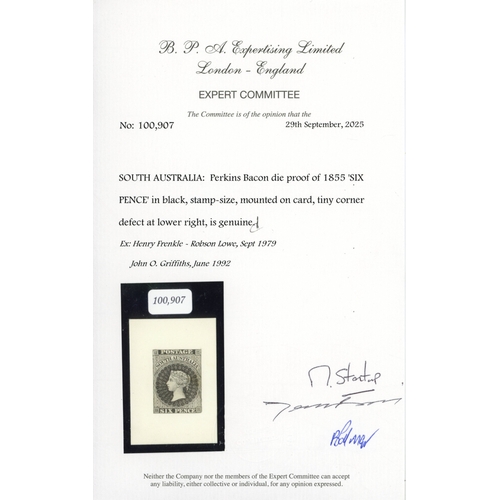 B. P. A. Expertising Limited
London - England
EXPERT COMMITTEE
The Committee is of the opinion that the
No: 100,907 29th September, 2025
SOUTH AUSTRALIA: Perkins Bacon die proof of 1855 'SIX
PENCE' in black, stamp-size, mounted on card, tiny corner
defect at lower right, is genuine.
Ex: Henry Frenkle - Robson Lowe, Sept 1979
John O. Griffiths, June 1992
100,907
POSTAGE
SOUTH AUSTRALIA
SIX PENCE
Neither the Company nor the members of the Expert Committee can accept
any liability, either collective or individual, for any opinion expressed.